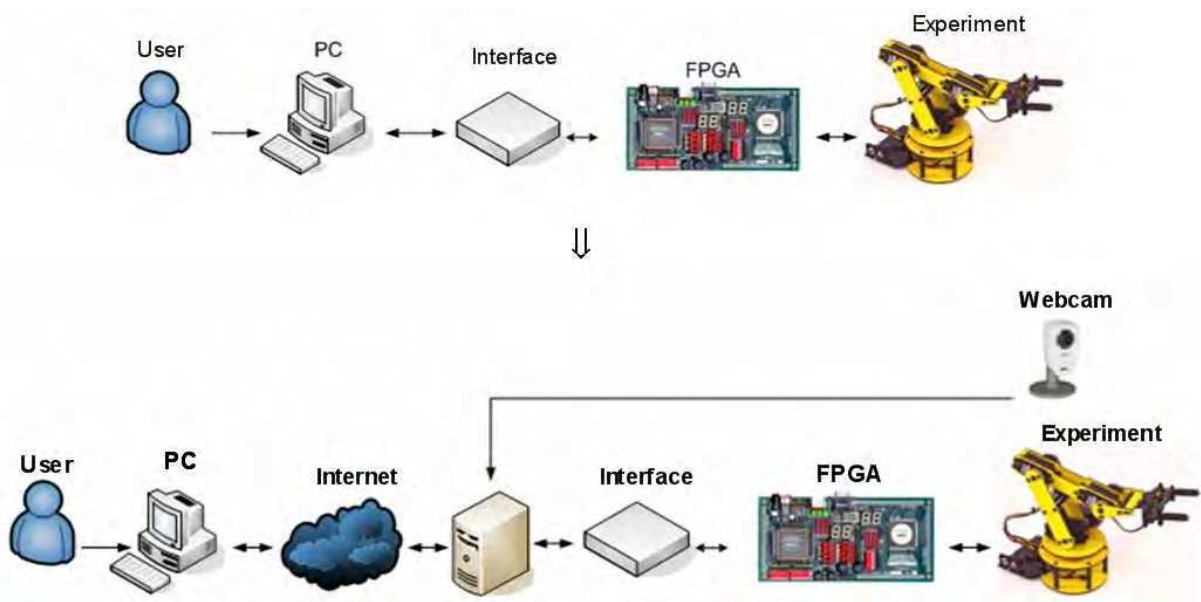 User
PC
Interface
FPGA
Experiment
⇓
Webcam
User
PC
Internet
Interface
FPGA
Experiment